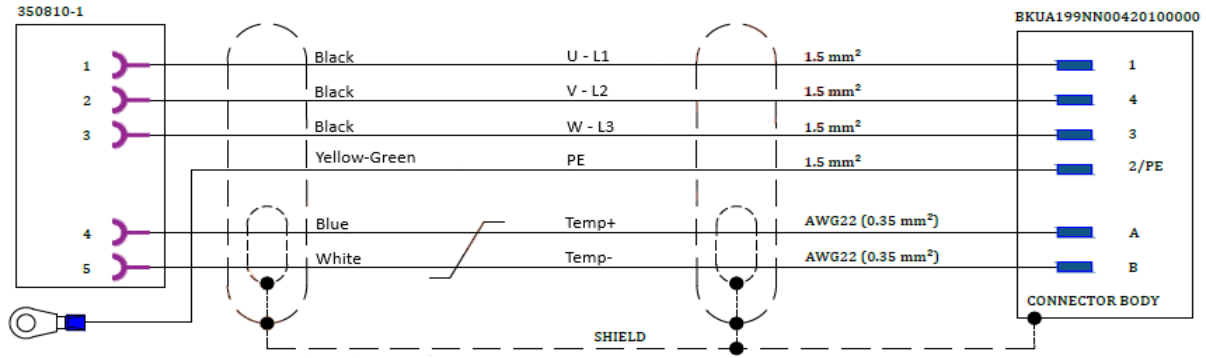 350810-1
BKUA199NN00420100000
1 Black U - L1 1.5 mm² 1
2 Black V - L2 1.5 mm² 4
3 Black W - L3 1.5 mm² 3
Yellow-Green PE 1.5 mm² 2/PE
4 Blue Temp+ AWG22 (0.35 mm²) A
5 White Temp- AWG22 (0.35 mm²) B
CONNECTOR BODY
SHIELD